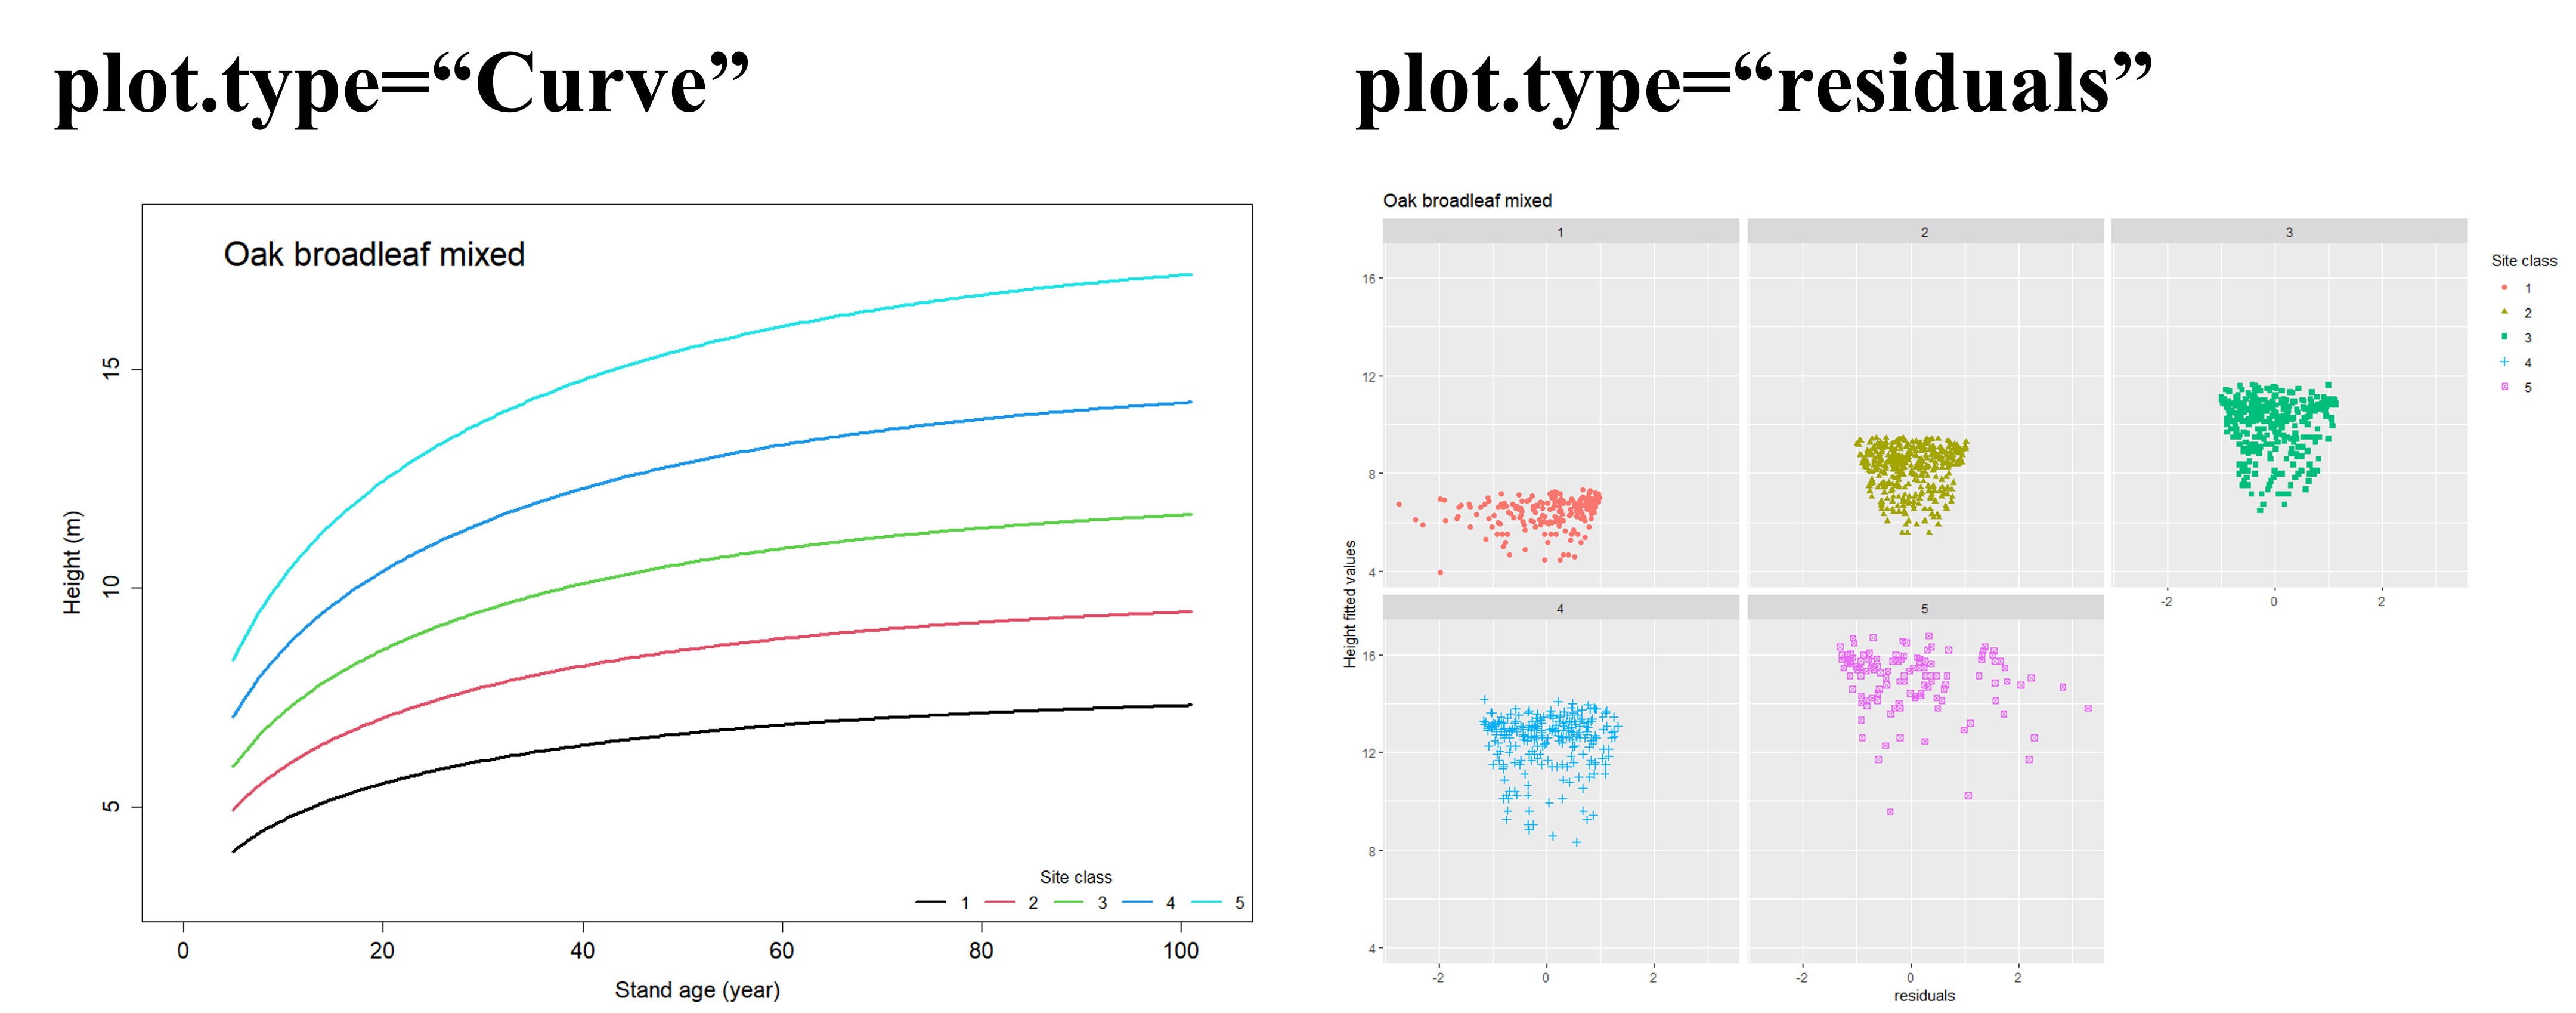 plot.type=“Curve”
Oak broadleaf mixed
Height (m)
15
10
5
Site class
1 2 3 4 5
0 20 40 60 80 100
Stand age (year)
plot.type=“residuals”
Oak broadleaf mixed
1 2 3
16
12
8
4
-2 0 2
Height fitted values
4 5
16
12
8
4
-2 0 2 -2 0 2
residuals
Site class
1
2
3
4
5